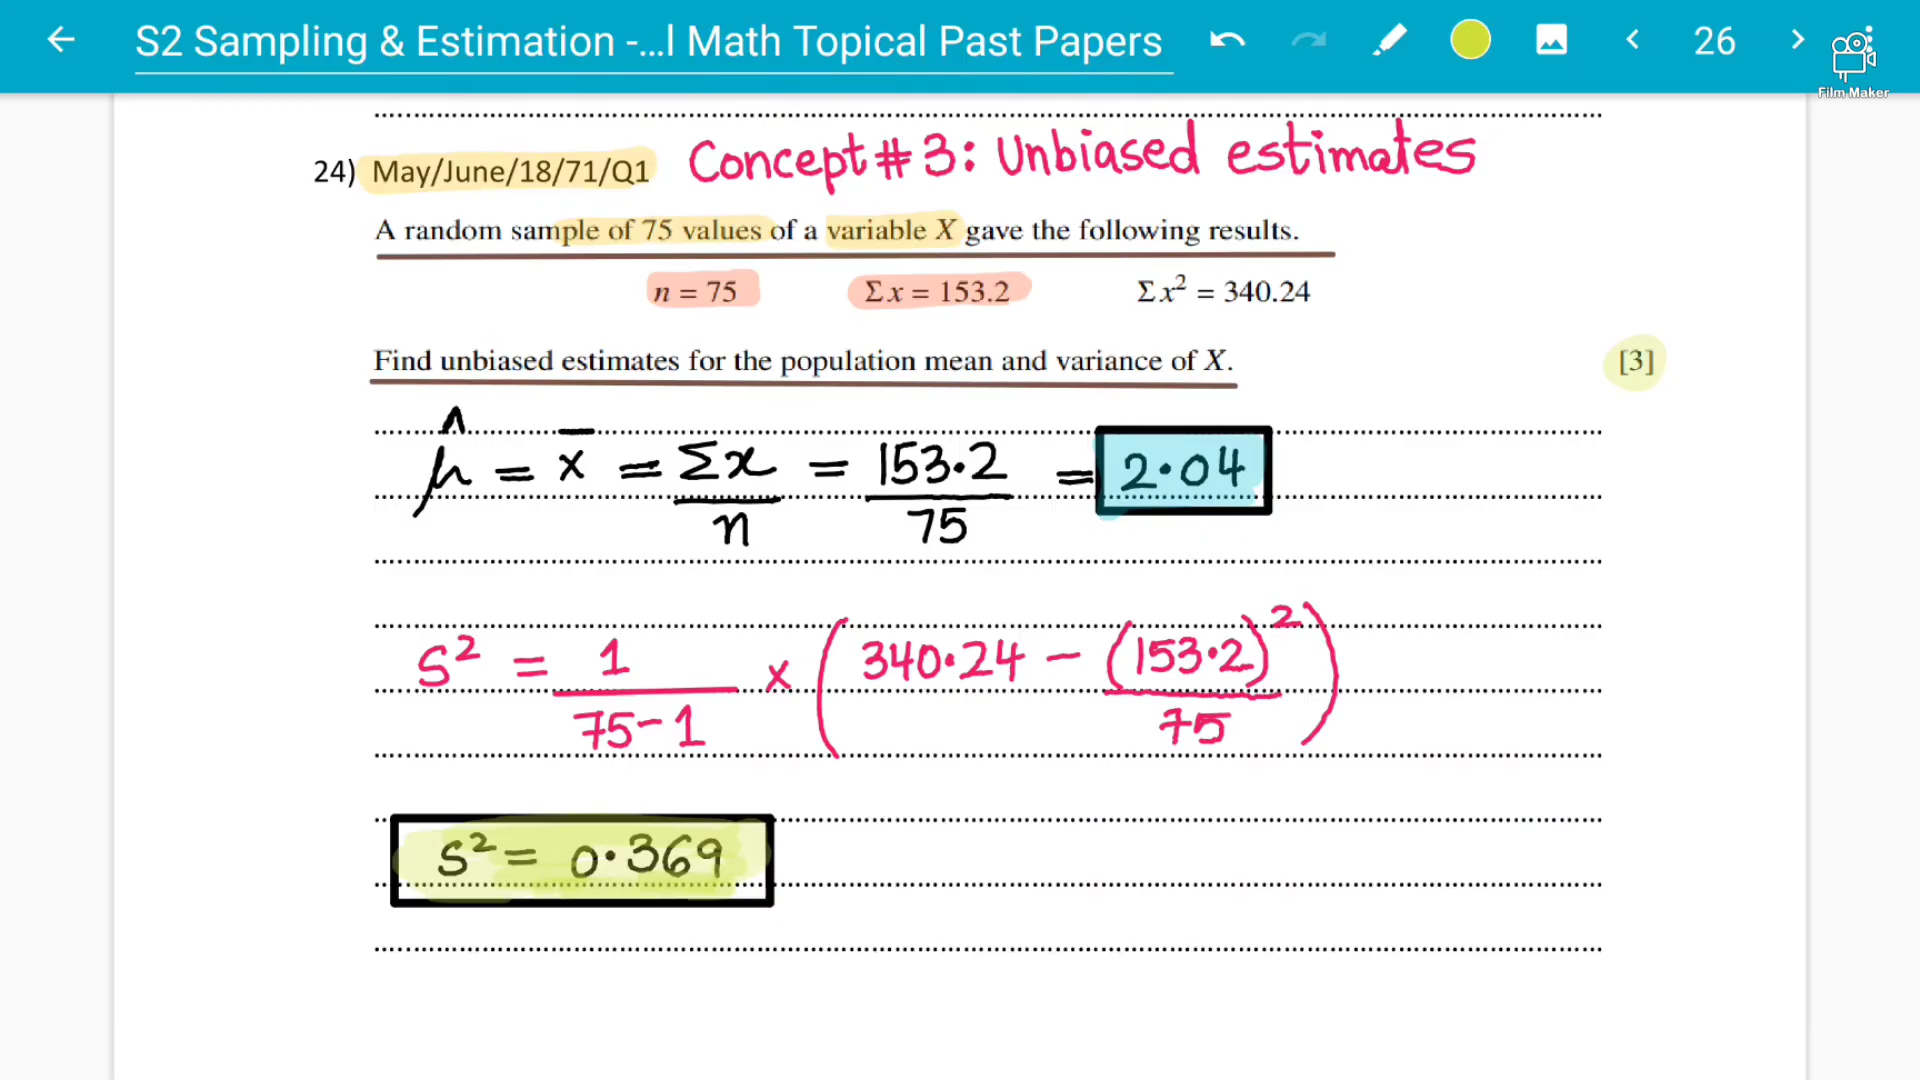 S2 Sampling & Estimation -...l Math Topical Past Papers 26
Film Maker
24) May/June/18/71/Q1 Concept # 3: Unbiased estimates
A random sample of 75 values of a variable X gave the following results.
n = 75 Σx = 153.2 Σx² = 340.24
Find unbiased estimates for the population mean and variance of X. [3]
μ̂ = x̄ = Σx/n = 153.2/75 = 2.04
S² = 1/(75-1) × (340.24 - (153.2)²/75)
S² = 0.369